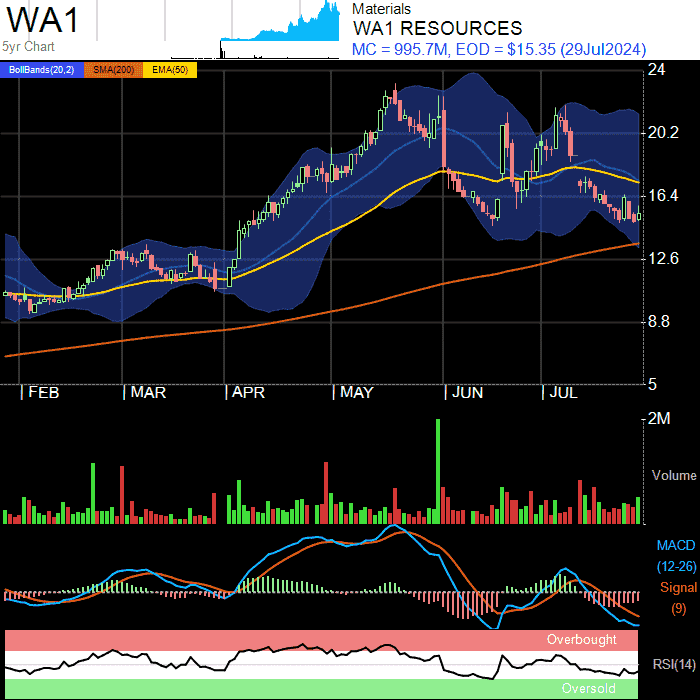 WA1
5yr Chart
Materials
WA1 RESOURCES
MC = 995.7M, EOD = $15.35 (29Jul2024)
BollBands(20,2) SMA(200) EMA(50)
24
20.2
16.4
12.6
8.8
5
| FEB | MAR | APR | MAY | JUN | JUL
2M
Volume
MACD
(12-26)
Signal
(9)
Overbought
RSI(14)
Oversold